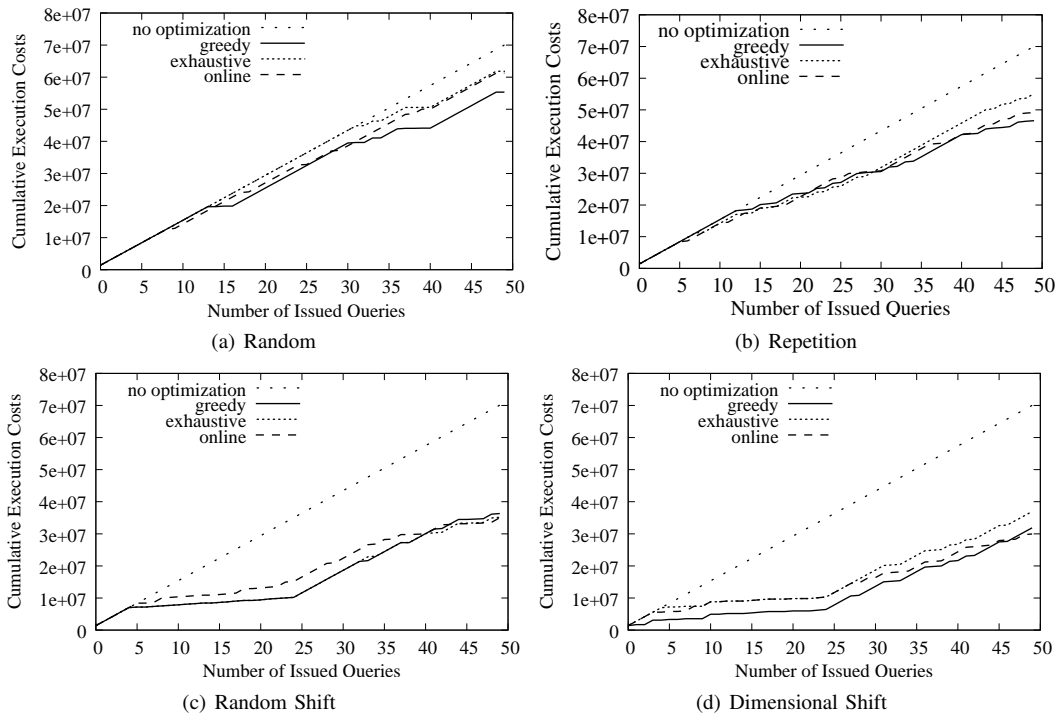 8e+07
7e+07
6e+07
5e+07
4e+07
3e+07
2e+07
1e+07
0
Cumulative Execution Costs
no optimization
greedy
exhaustive
online
0 5 10 15 20 25 30 35 40 45 50
Number of Issued Oueries
(a) Random
8e+07
7e+07
6e+07
5e+07
4e+07
3e+07
2e+07
1e+07
0
Cumulative Execution Costs
no optimization
greedy
exhaustive
online
0 5 10 15 20 25 30 35 40 45 50
Number of Issued Queries
(b) Repetition
8e+07
7e+07
6e+07
5e+07
4e+07
3e+07
2e+07
1e+07
0
Cumulative Execution Costs
no optimization
greedy
exhaustive
online
0 5 10 15 20 25 30 35 40 45 50
Number of Issued Oueries
(c) Random Shift
8e+07
7e+07
6e+07
5e+07
4e+07
3e+07
2e+07
1e+07
0
Cumulative Execution Costs
no optimization
greedy
exhaustive
online
0 5 10 15 20 25 30 35 40 45 50
Number of Issued Oueries
(d) Dimensional Shift